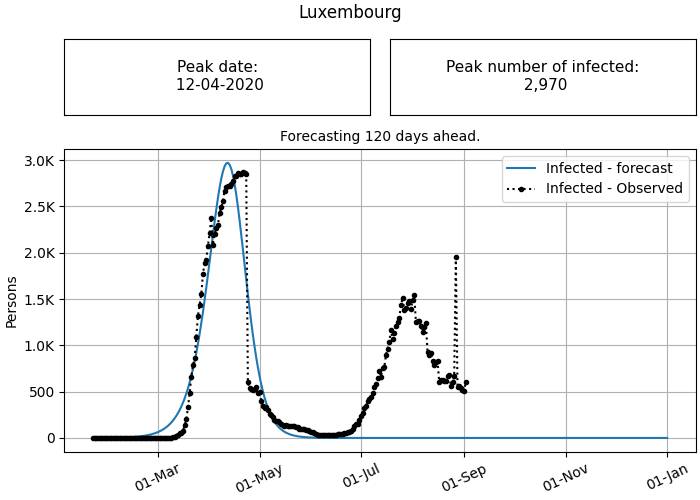 Luxembourg
Peak date:
12-04-2020
Peak number of infected:
2,970
Forecasting 120 days ahead.
Infected - forecast
Infected - Observed
Persons
3.0K
2.5K
2.0K
1.5K
1.0K
500
0
01-Mar
01-May
01-Jul
01-Sep
01-Nov
01-Jan